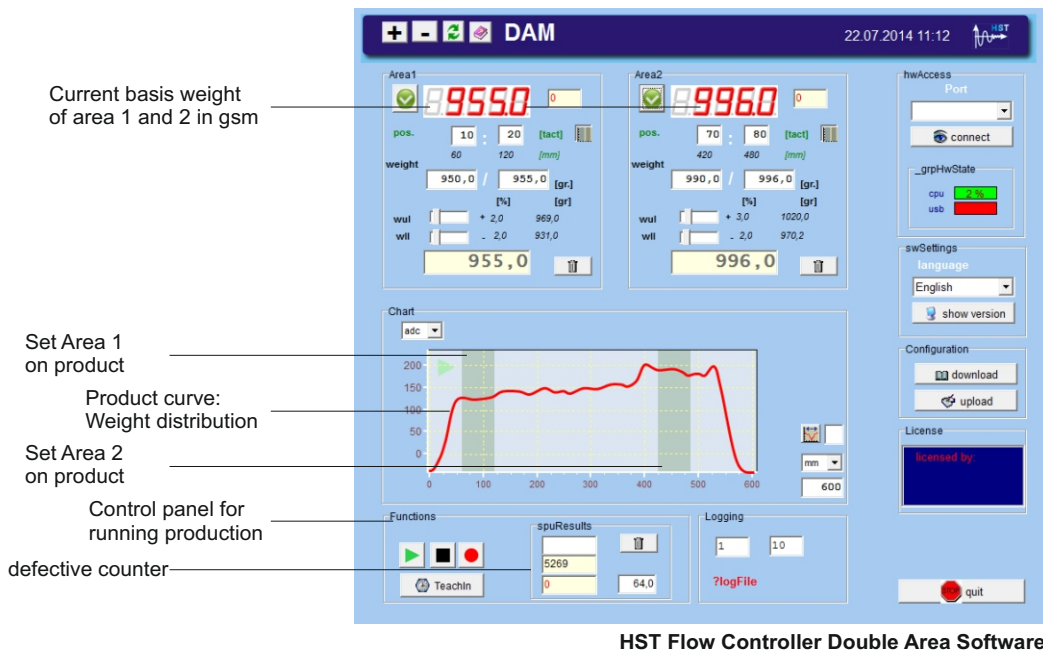 + - DAM 22.07.2014 11:12 HST
Current basis weight
of area 1 and 2 in gsm
Area1
955.0 0
pos. 10 : 20 [tact]
60 120 [mm]
weight
950,0 / 955,0 [gr.]
[%] [gr]
wul + 2,0 969,0
wll - 2,0 931,0
955,0
Area2
996.0 0
pos. 70 : 80 [tact]
420 480 [mm]
weight
990,0 / 996,0 [gr.]
[%] [gr]
wul + 3,0 1020,0
wll - 2,0 970,2
996,0
hwAccess
Port
connect
_grpHwState
cpu 2 %
usb
swSettings
language
English
show version
Configuration
download
upload
License
licensed by:
Set Area 1
on product
Product curve:
Weight distribution
Set Area 2
on product
Chart
adc
200
150
100
50
0
0 100 200 300 400 500 600
mm
600
Control panel for
running production
defective counter
Functions
TeachIn
spuResults
5269
0 64,0
Logging
1 10
?logFile
STOP quit
HST Flow Controller Double Area Software